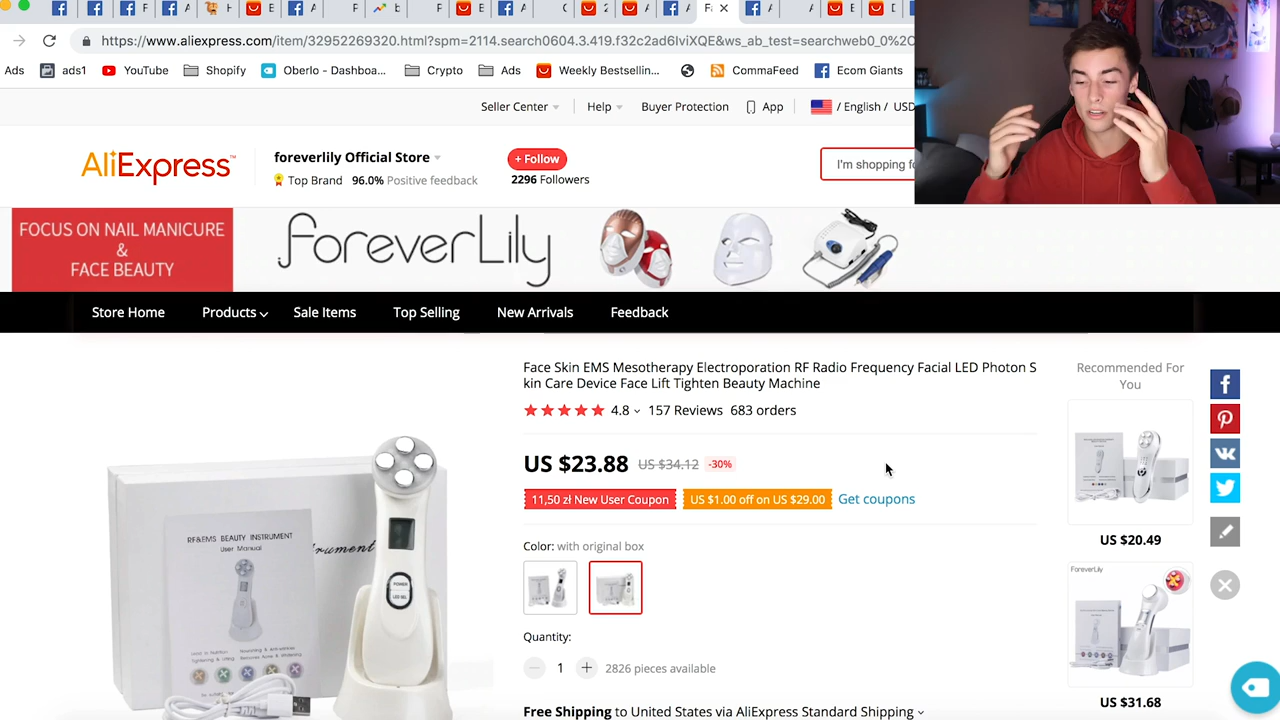 F
A
F
H
E
A
F
b
F
E
A
C
2
A
A
Fa
A
A
E
D
https://www.aliexpress.com/item/32952269320.html?spm=2114.search0604.3.419.f32c2ad6IviXQE&ws_ab_test=searchweb0_0%2C
Ads ads1 YouTube Shopify Oberlo - Dashboa... Crypto Ads Weekly Bestsellin... CommaFeed Ecom Giants
Seller Center Help Buyer Protection App / English / USD
AliExpress™
foreverlily Official Store
Top Brand 96.0% Positive feedback
+ Follow
2296 Followers
I'm shopping fo
FOCUS ON NAIL MANICURE
&
FACE BEAUTY
ForeverLily
Store Home Products Sale Items Top Selling New Arrivals Feedback
Face Skin EMS Mesotherapy Electroporation RF Radio Frequency Facial LED Photon S
kin Care Device Face Lift Tighten Beauty Machine
4.8 157 Reviews 683 orders
US $23.88 US $34.12 -30%
11,50 zł New User Coupon US $1.00 off on US $29.00 Get coupons
Color: with original box
Quantity:
1 2826 pieces available
Free Shipping to United States via AliExpress Standard Shipping
RF&EMS BEAUTY INSTRUMENT
User Manual
POWER
LED SEL
Recommended For
You
US $20.49
ForeverLily
US $31.68